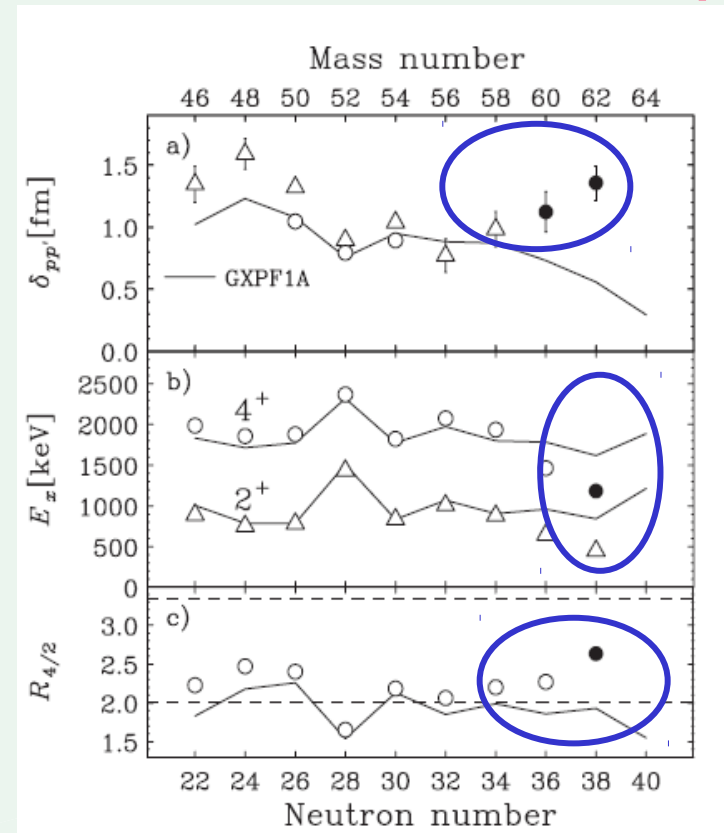 Mass number
46 48 50 52 54 56 58 60 62 64
a)
1.5
1.0
0.5
0.0
δpp'[fm]
GXPF1A
b)
2500
2000
1500
1000
500
0
Ex[keV]
4+
2+
c)
3.0
2.5
2.0
1.5
R4/2
22 24 26 28 30 32 34 36 38 40
Neutron number